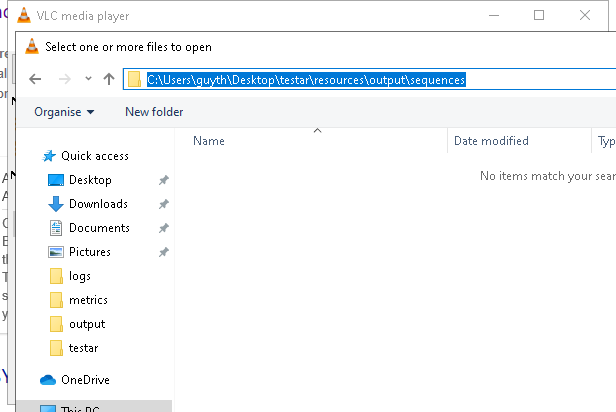 VLC media player
Select one or more files to open
C:\Users\guyth\Desktop\testar\resources\output\sequences
Organise
New folder
Name
Date modified
Quick access
No items match your sear
Desktop
Downloads
Documents
Pictures
logs
metrics
output
testar
OneDrive
This PC